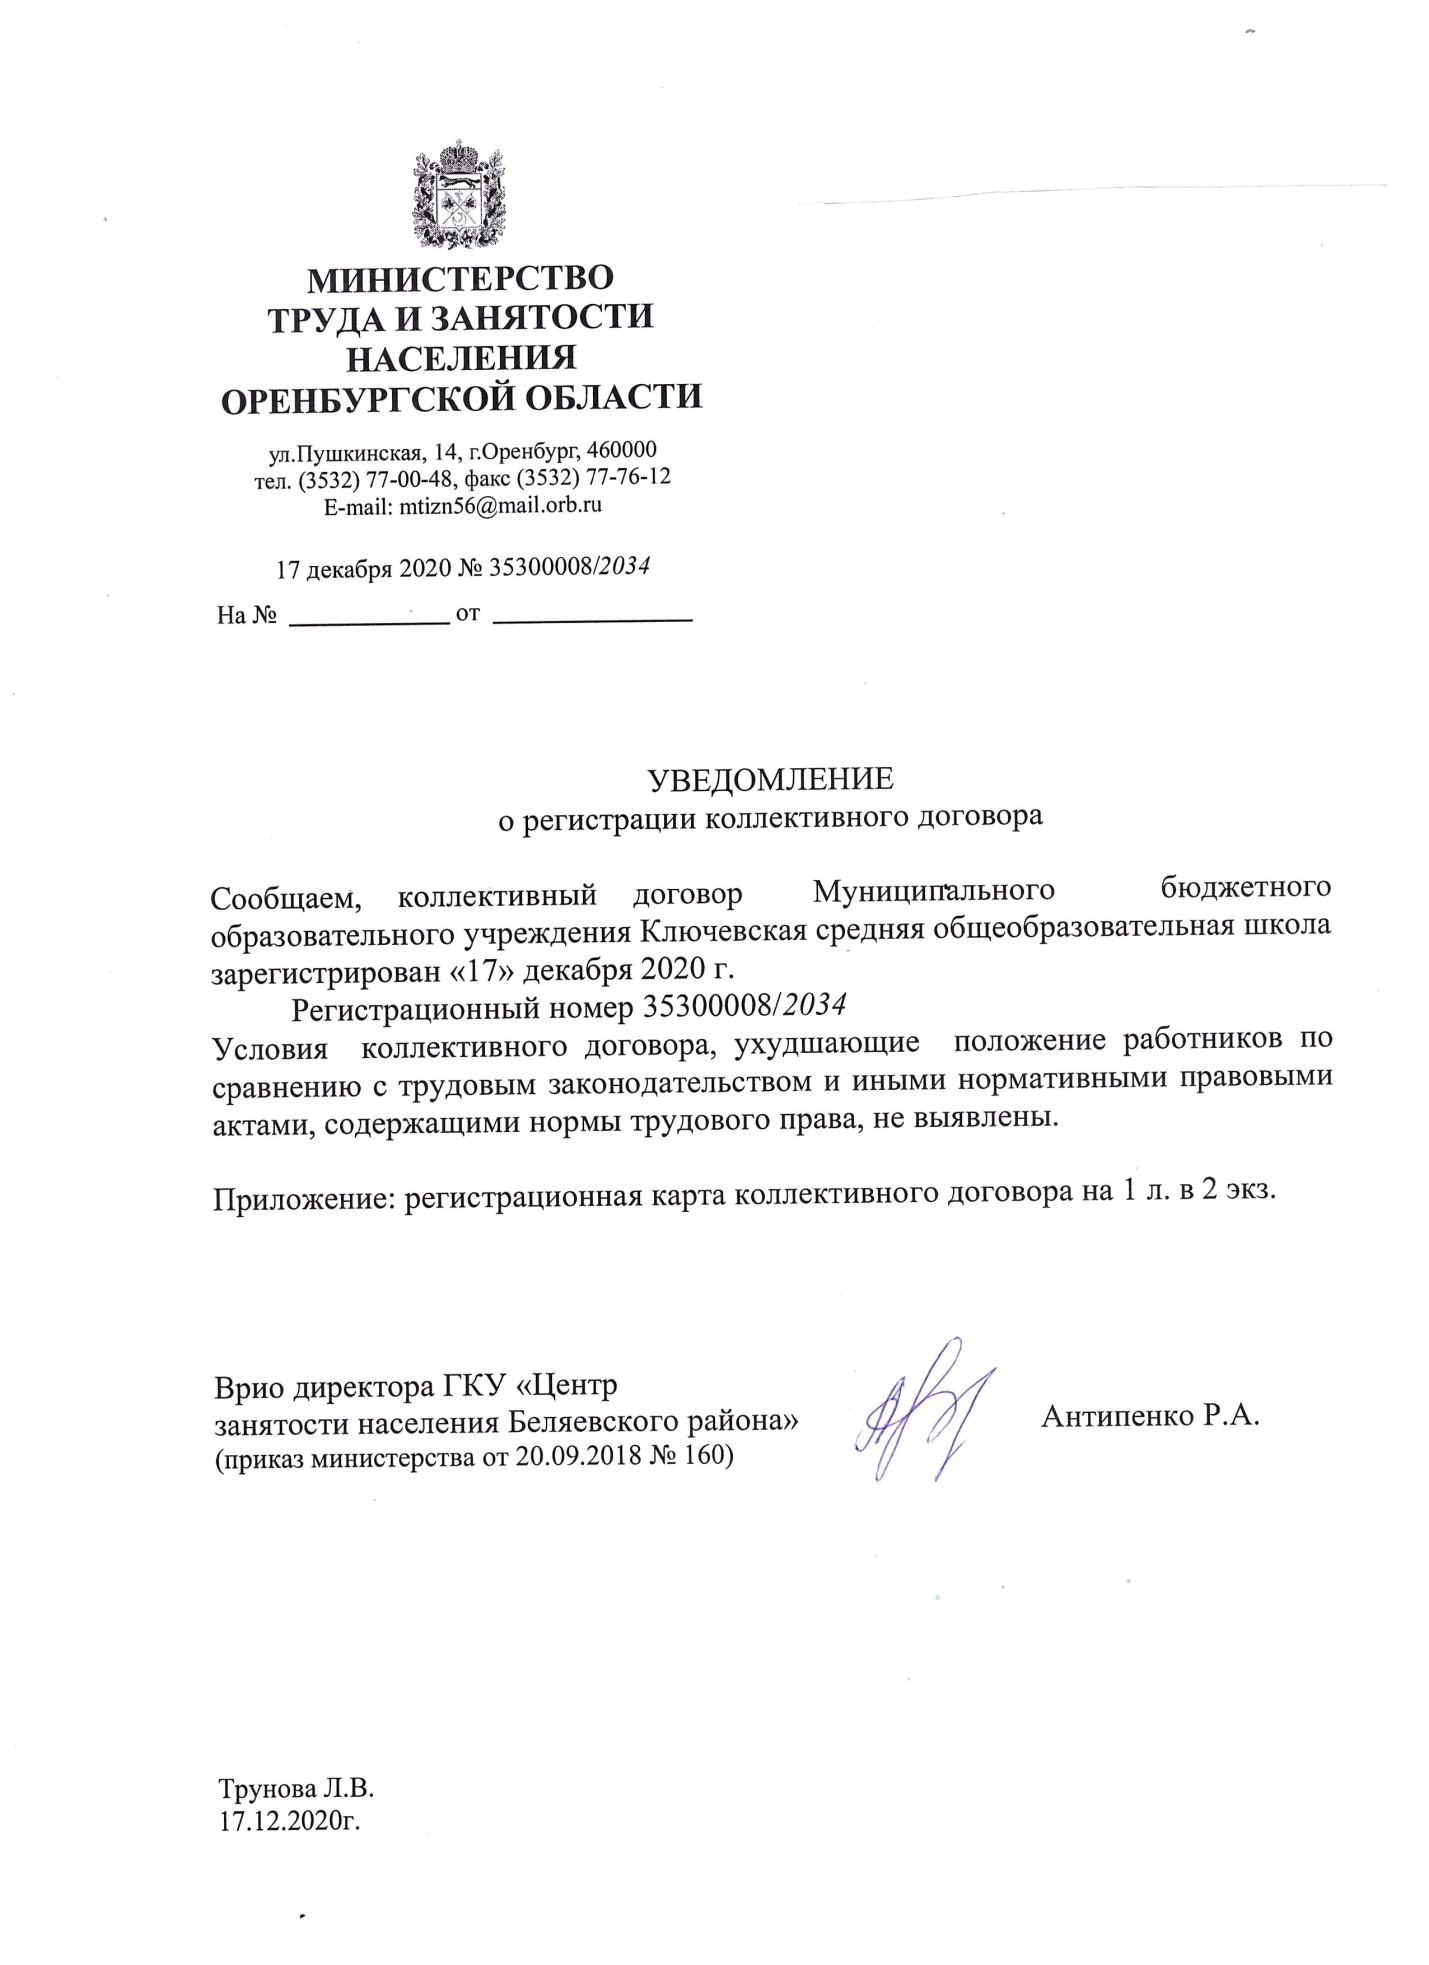 МИНИСТЕРСТВО
ТРУДА И ЗАНЯТОСТИ
НАСЕЛЕНИЯ
ОРЕНБУРГСКОЙ ОБЛАСТИ
ул.Пушкинская, 14, г.Оренбург, 460000
тел. (3532) 77-00-48, факс (3532) 77-76-12
E-mail: mtizn56@mail.orb.ru
17 декабря 2020 № 35300008/2034
На № ____________ от _______________
УВЕДОМЛЕНИЕ
о регистрации коллективного договора
Сообщаем, коллективный договор Муниципального бюджетного
образовательного учреждения Ключевская средняя общеобразовательная школа
зарегистрирован «17» декабря 2020 г.
Регистрационный номер 35300008/2034
Условия коллективного договора, ухудшающие положение работников по
сравнению с трудовым законодательством и иными нормативными правовыми
актами, содержащими нормы трудового права, не выявлены.
Приложение: регистрационная карта коллективного договора на 1 л. в 2 экз.
Врио директора ГКУ «Центр
занятости населения Беляевского района» Антипенко Р.А.
(приказ министерства от 20.09.2018 № 160)
Трунова Л.В.
17.12.2020г.